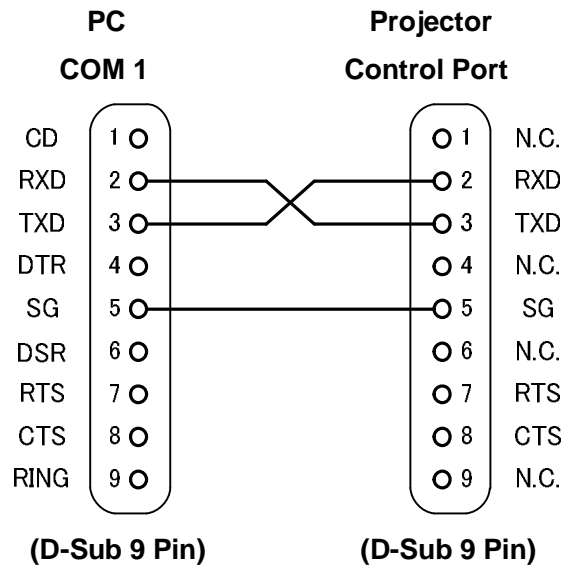 PC Projector
COM 1 Control Port
CD 1 1 N.C.
RXD 2 2 RXD
TXD 3 3 TXD
DTR 4 4 N.C.
SG 5 5 SG
DSR 6 6 N.C.
RTS 7 7 RTS
CTS 8 8 CTS
RING 9 9 N.C.
(D-Sub 9 Pin) (D-Sub 9 Pin)